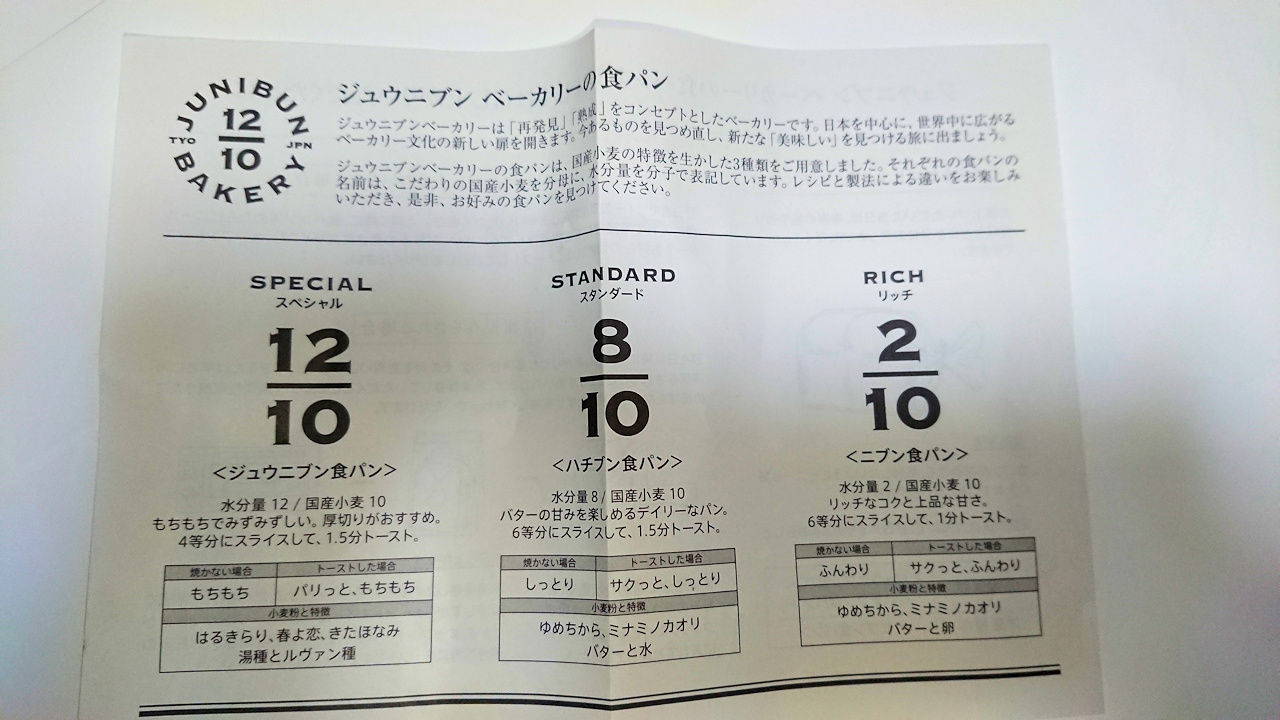 JUNIBUN
12
10
TYO
JPN
BAKERY
ジュウニブン ベーカリーの食パン
ジュウニブンベーカリーは「再発見」「熟成」をコンセプトとしたベーカリーです。日本を中心に、世界中に広がる
ベーカリー文化の新しい扉を開きます。今あるものを見つめ直し、新たな「美味しい」を見つける旅に出ましょう。
ジュウニブンベーカリーの食パンは、国産小麦の特徴を生かした3種類をご用意しました。それぞれの食パンの
名前は、こだわりの国産小麦を分母に、水分量を分子で表記しています。レシピと製法による違いをお楽しみ
いただき、是非、お好みの食パンを見つけてください。
SPECIAL
スペシャル
12
10
<ジュウニブン食パン>
水分量 12 / 国産小麦 10
もちもちでみずみずしい。厚切りがおすすめ。
4等分にスライスして、1.5分トースト。
焼かない場合 トーストした場合
もちもち パリっと、もちもち
小麦粉と特徴
はるきらり、春よ恋、きたほなみ
湯種とルヴァン種
STANDARD
スタンダード
8
10
<ハチブン食パン>
水分量 8 / 国産小麦 10
バターの甘みを楽しめるデイリーなパン。
6等分にスライスして、1.5分トースト。
焼かない場合 トーストした場合
しっとり サクっと、しっとり
小麦粉と特徴
ゆめちから、ミナミノカオリ
バターと水
RICH
リッチ
2
10
<ニブン食パン>
水分量 2 / 国産小麦 10
リッチなコクと上品な甘さ。
6等分にスライスして、1分トースト。
焼かない場合 トーストした場合
ふんわり サクっと、ふんわり
小麦粉と特徴
ゆめちから、ミナミノカオリ
バターと卵